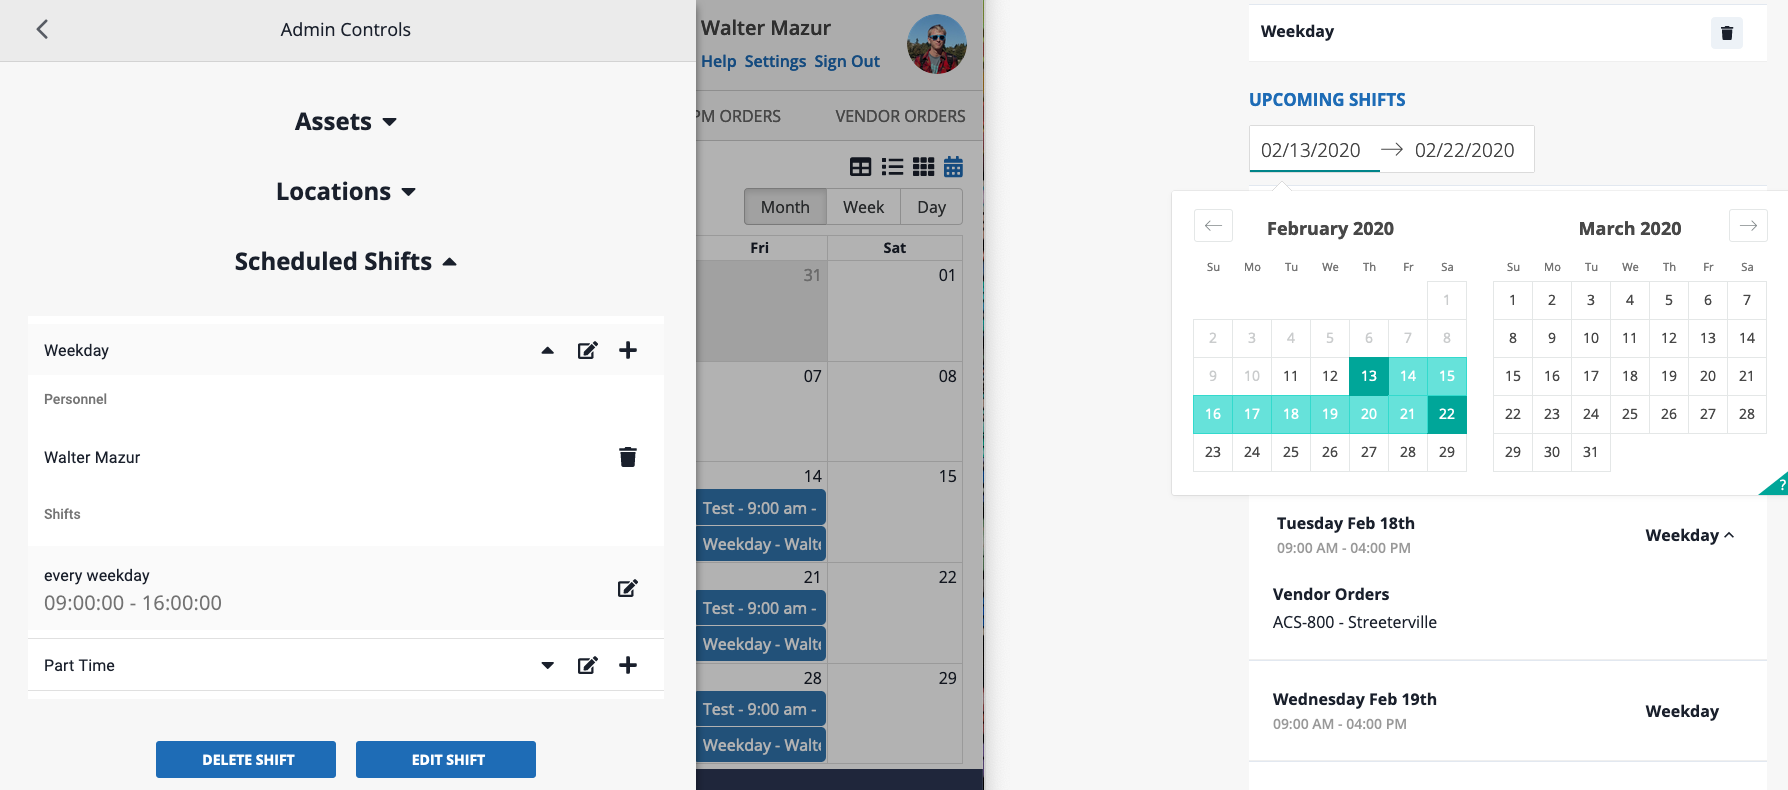 Admin Controls
Assets
Locations
Scheduled Shifts
Weekday
Personnel
Walter Mazur
Shifts
every weekday
09:00:00 - 16:00:00
Part Time
DELETE SHIFT EDIT SHIFT
Walter Mazur
Help Settings Sign Out
PM ORDERS VENDOR ORDERS
Month Week Day
Fri Sat
31 01
07 08
14 15
Test - 9:00 am -
Weekday - Walte
21 22
Test - 9:00 am -
Weekday - Walte
28 29
Test - 9:00 am -
Weekday - Walte
Weekday
UPCOMING SHIFTS
02/13/2020 → 02/22/2020
February 2020
Su Mo Tu We Th Fr Sa
1
2 3 4 5 6 7 8
9 10 11 12 13 14 15
16 17 18 19 20 21 22
23 24 25 26 27 28 29
March 2020
Su Mo Tu We Th Fr Sa
1 2 3 4 5 6 7
8 9 10 11 12 13 14
15 16 17 18 19 20 21
22 23 24 25 26 27 28
29 30 31
?
Tuesday Feb 18th
09:00 AM - 04:00 PM
Weekday
Vendor Orders
ACS-800 - Streeterville
Wednesday Feb 19th
09:00 AM - 04:00 PM
Weekday